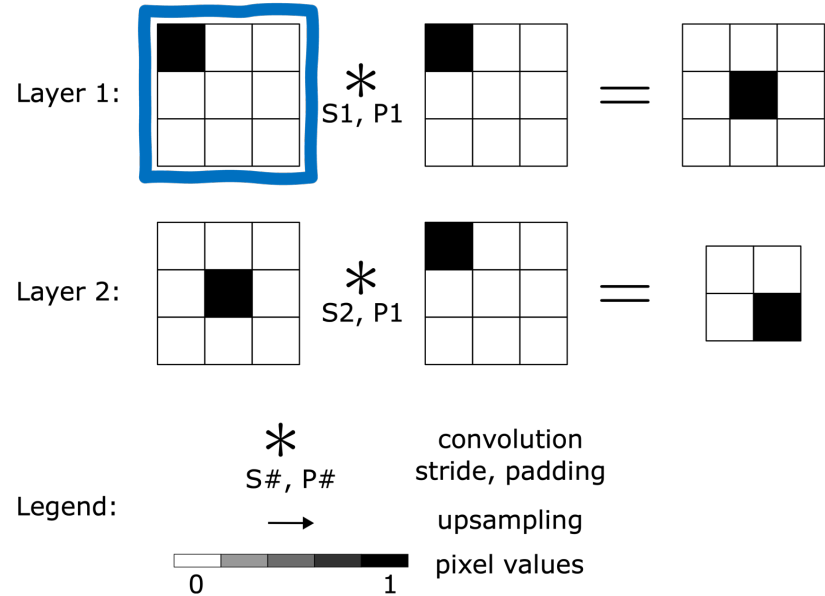 Layer 1:
*
S1, P1
=
Layer 2:
*
S2, P1
=
Legend:
*
S#, P#
convolution
stride, padding
→
upsampling
0
1
pixel values